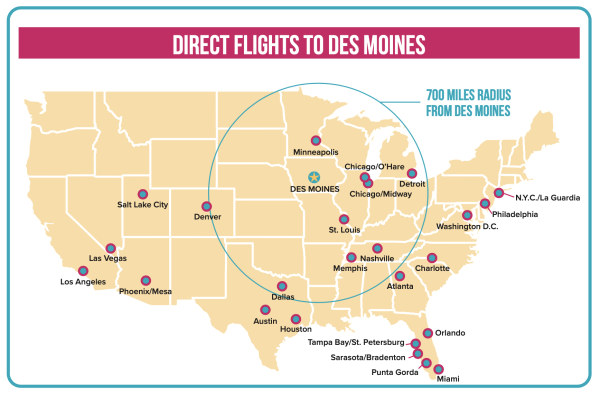 DIRECT FLIGHTS TO DES MOINES
700 MILES RADIUS
FROM DES MOINES
Minneapolis
Chicago/O'Hare
DES MOINES
Detroit
Chicago/Midway
N.Y.C./La Guardia
Salt Lake City
Denver
Philadelphia
St. Louis
Washington D.C.
Las Vegas
Nashville
Memphis
Charlotte
Los Angeles
Phoenix/Mesa
Atlanta
Dallas
Austin
Houston
Orlando
Tampa Bay/St. Petersburg
Sarasota/Bradenton
Punta Gorda
Miami